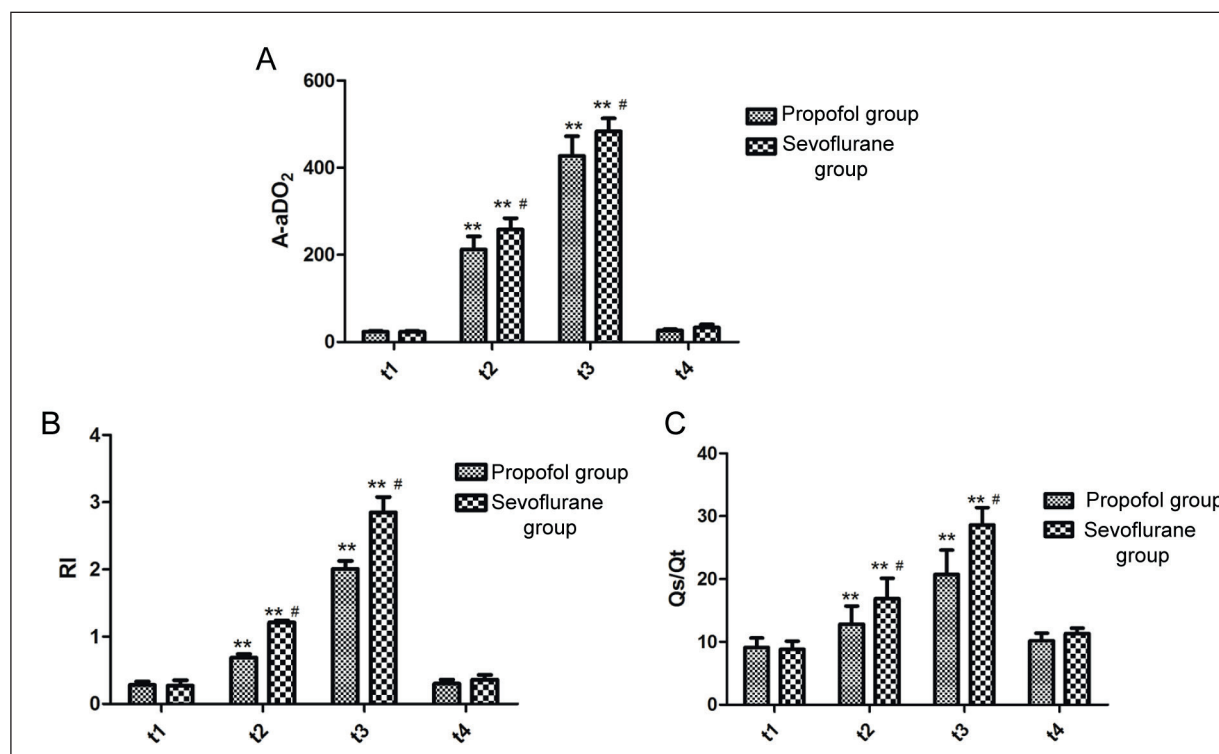 A
600
400
200
0
A-aDO₂
** ** #
** ** #
t1 t2 t3 t4
Propofol group
Sevoflurane
group
B
4
3
2
1
0
RI
** #
**
** #
**
t1 t2 t3 t4
Propofol group
Sevoflurane
group
C
40
30
20
10
0
Qs/Qt
** #
**
** #
**
t1 t2 t3 t4
Propofol group
Sevoflurane
group